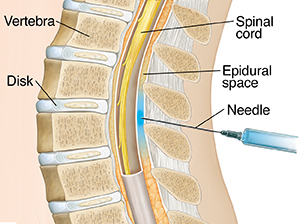 Vertebra
Spinal
cord
Epidural
space
Disk
Needle